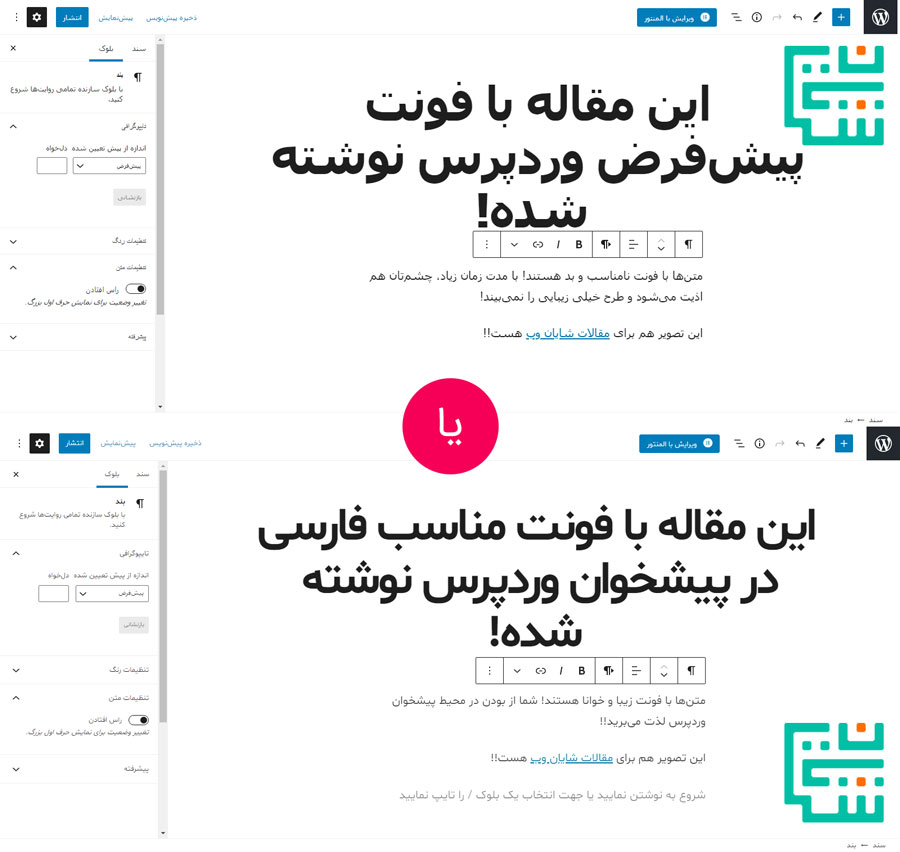 ویرایش با المنتور
ذخیره پیش‌نویس
پیش‌نمایش
انتشار
این مقاله با فونت
پیش‌فرض وردپرس نوشته
شده!
B I
متن‌ها با فونت نامناسب و بد هستند! با مدت زمان زیاد، چشم‌تان هم
اذیت می‌شود و طرح خیلی زیبایی را نمی‌بیند!
این تصویر هم برای مقالات شایان وب هست!!
سند
بلوک
بند
با بلوک سازنده تمامی روایت‌ها شروع
کنید.
تایپوگرافی
اندازه از پیش تعیین شده دل‌خواه
پیش‌فرض
بازنشانی
تنظیمات رنگ
تنظیمات متن
راس افتادن
تغییر وضعیت برای نمایش حرف اول بزرگ.
پیشرفته
سند ← بند
یا
ویرایش با المنتور
ذخیره پیش‌نویس
پیش‌نمایش
انتشار
این مقاله با فونت مناسب فارسی
در پیشخوان وردپرس نوشته
شده!
B I
متن‌ها با فونت زیبا و خوانا هستند! شما از بودن در محیط پیشخوان
وردپرس لذت می‌برید!!
این تصویر هم برای مقالات شایان وب هست!!
شروع به نوشتن نمایید یا جهت انتخاب یک بلوک / را تایپ نمایید
سند
بلوک
بند
با بلوک سازنده تمامی روایت‌ها شروع
کنید.
تایپوگرافی
اندازه از پیش تعیین شده دل‌خواه
پیش‌فرض
بازنشانی
تنظیمات رنگ
تنظیمات متن
راس افتادن
تغییر وضعیت برای نمایش حرف اول بزرگ.
پیشرفته
سند ← بند